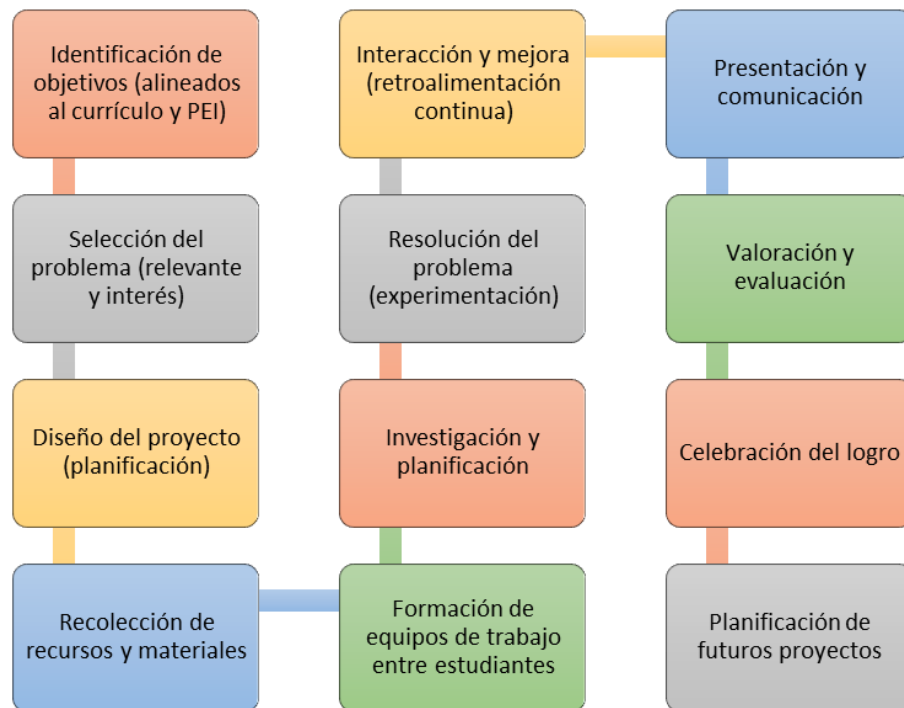 Identificación de
objetivos (alineados
al currículo y PEI)
Selección del
problema (relevante
y interés)
Diseño del proyecto
(planificación)
Recolección de
recursos y materiales
Formación de
equipos de trabajo
entre estudiantes
Investigación y
planificación
Resolución del
problema
(experimentación)
Interacción y mejora
(retroalimentación
continua)
Presentación y
comunicación
Valoración y
evaluación
Celebración del logro
Planificación de
futuros proyectos